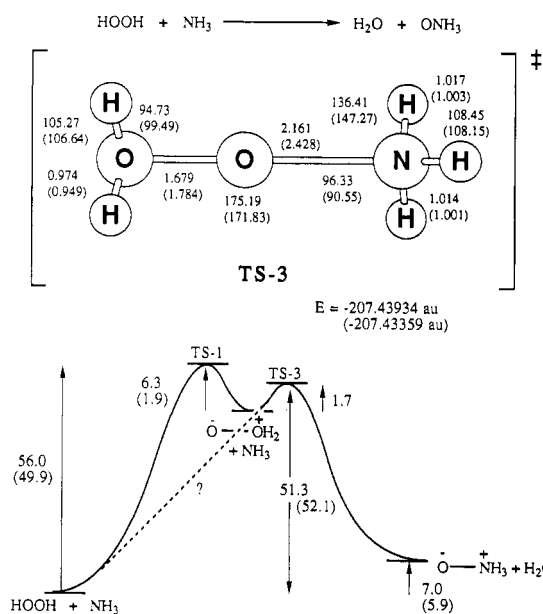 HOOH + NH3 → H2O + ONH3
‡
H H
1.017
(1.003)
105.27
(106.64)
94.73
(99.49)
136.41
(147.27)
108.45
(108.15)
2.161
(2.428)
O O N H
0.974
(0.949)
1.679
(1.784)
96.33
(90.55)
1.014
(1.001)
175.19
(171.83)
H H
TS-3
E = -207.43934 au
(-207.43359 au)
TS-1
TS-3
6.3
(1.9)
1.7
- +
O---OH2
+ NH3
56.0
(49.9)
?
51.3
(52.1)
- +
O—NH3 + H2O
7.0
(5.9)
HOOH + NH3